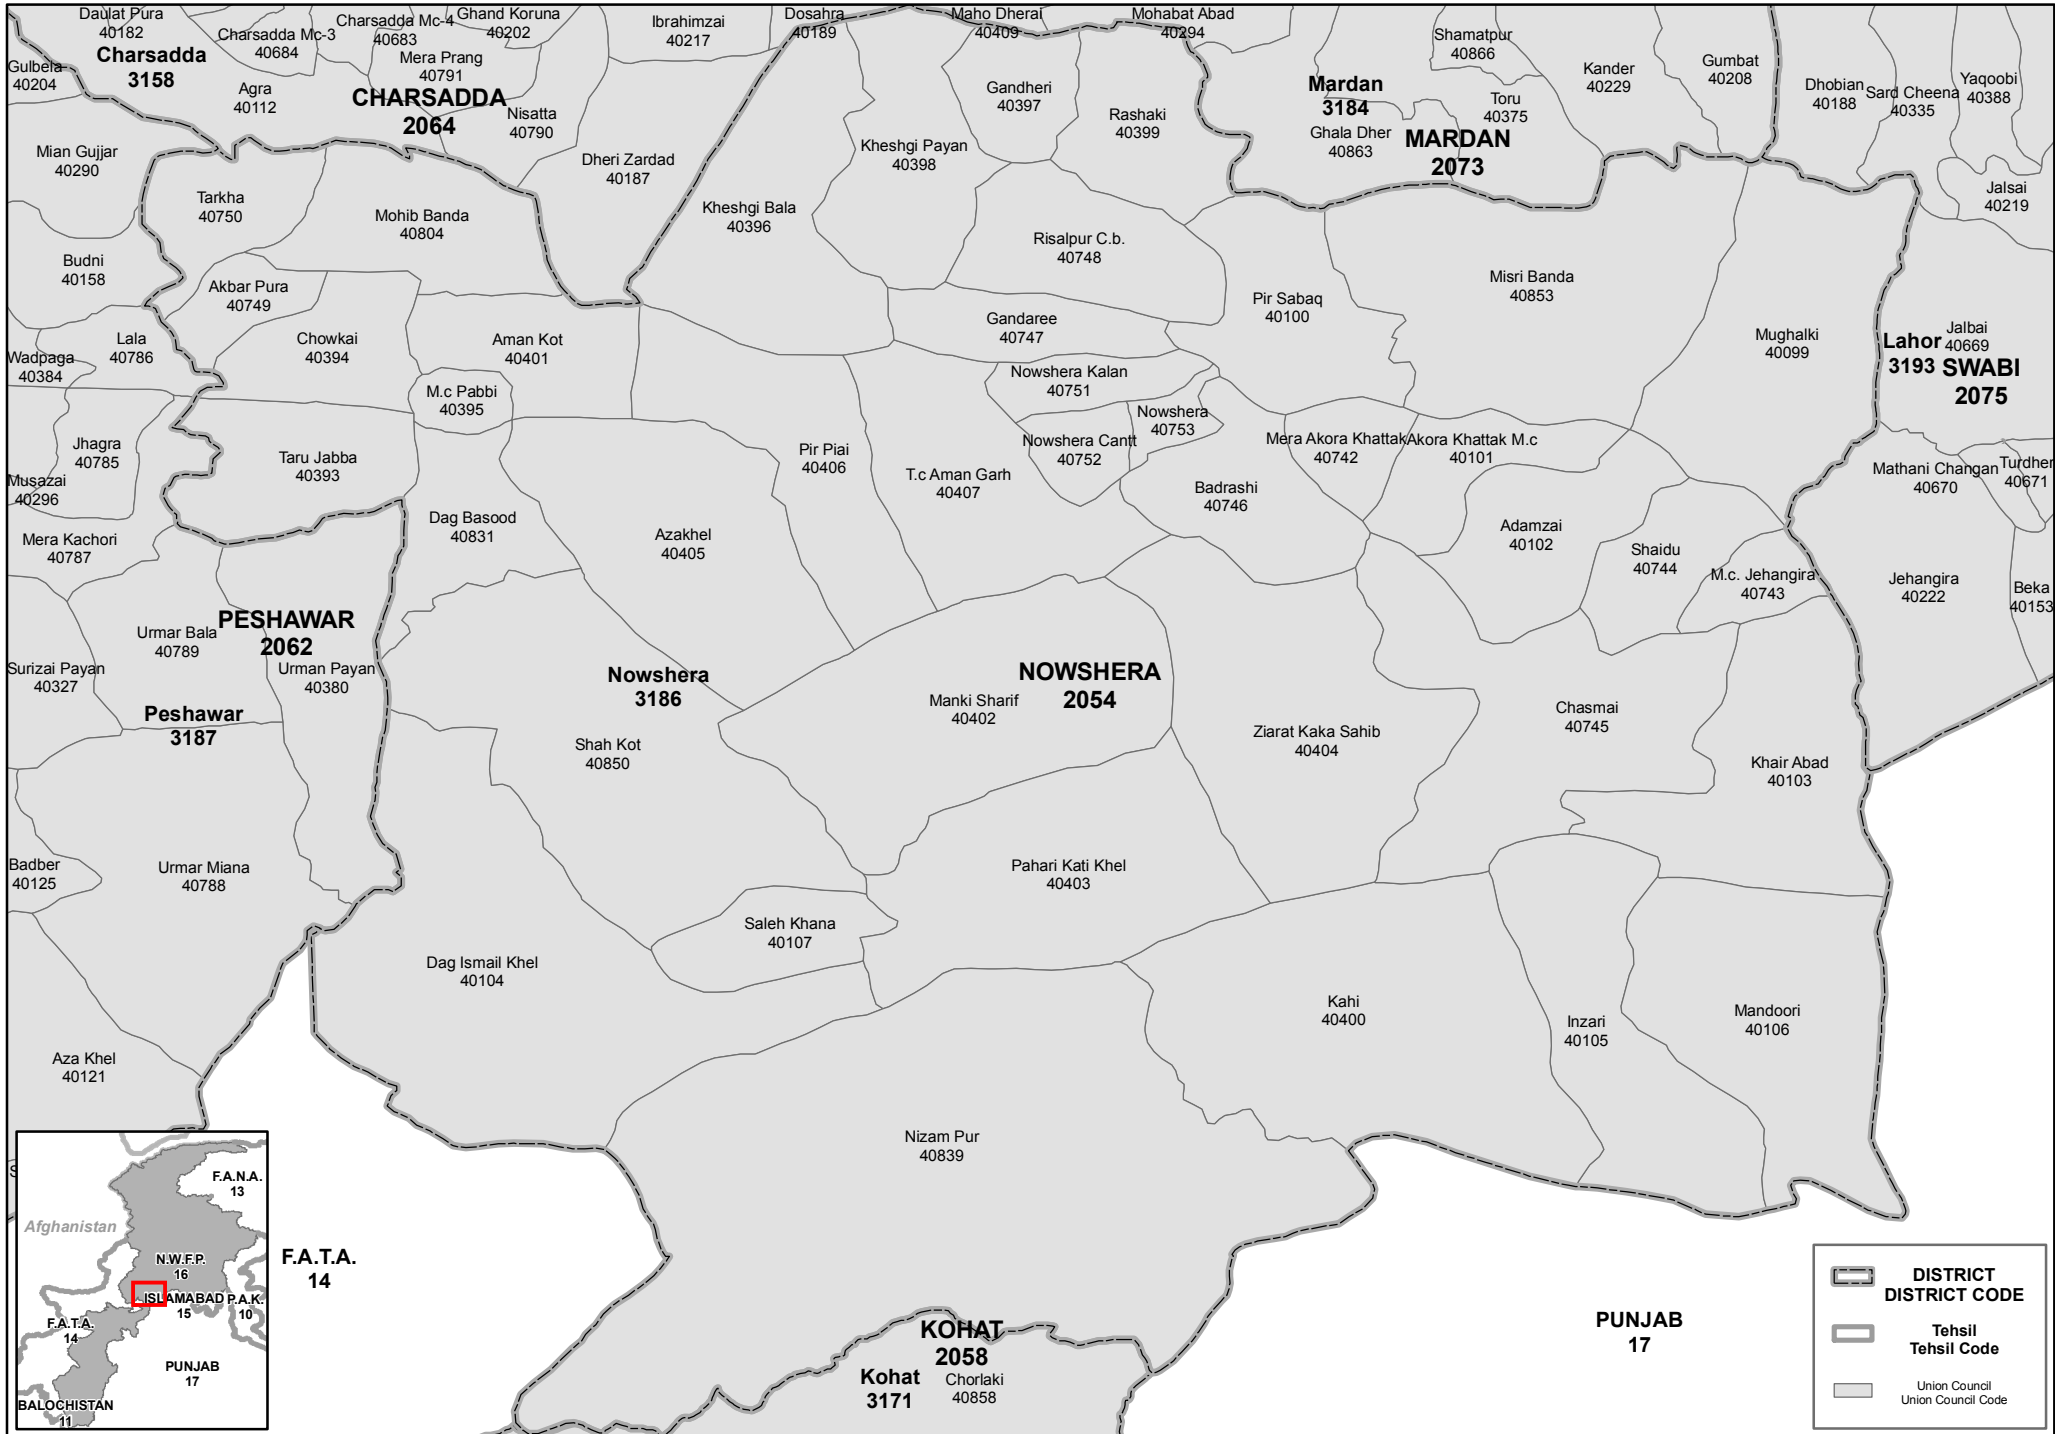 Daulat Pura
40182
Charsadda Mc-3
40684
Charsadda Mc-4
40683
Ghand Koruna
40202
Ibrahimzai
40217
Dosahra
40189
Maho Dherai
40409
Mohabat Abad
40294
Shamatpur
40866
Kander
40229
Gumbat
40208
Dhobian
40188
Sard Cheena
40335
Yaqoobi
40388
Gulbela
40204
Charsadda
3158
Agra
40112
Mera Prang
40791
CHARSADDA
2064
Nisatta
40790
Dheri Zardad
40187
Gandheri
40397
Rashaki
40399
Mardan
3184
Ghala Dher
40863
Toru
40375
MARDAN
2073
Kheshgi Payan
40398
Jalsai
40219
Mian Gujjar
40290
Tarkha
40750
Mohib Banda
40804
Kheshgi Bala
40396
Risalpur C.b.
40748
Budni
40158
Akbar Pura
40749
Pir Sabaq
40100
Misri Banda
40853
Mughalki
40099
Jalbai
40669
Lahor
3193
SWABI
2075
Wadpaga
40384
Lala
40786
Chowkai
40394
Aman Kot
40401
Gandaree
40747
M.c Pabbi
40395
Nowshera Kalan
40751
Nowshera
40753
Nowshera Cantt
40752
Mera Akora Khattak
40742
Akora Khattak M.c
40101
Jhagra
40785
Musazai
40296
Taru Jabba
40393
Pir Piai
40406
T.c Aman Garh
40407
Badrashi
40746
Mathani Changan
40670
Turdher
40671
Mera Kachori
40787
Dag Basood
40831
Azakhel
40405
Adamzai
40102
Shaidu
40744
M.c. Jehangira
40743
Jehangira
40222
Beka
40153
PESHAWAR
2062
Urmar Bala
40789
Urman Payan
40380
Surizai Payan
40327
Peshawar
3187
Nowshera
3186
NOWSHERA
2054
Manki Sharif
40402
Shah Kot
40850
Ziarat Kaka Sahib
40404
Chasmai
40745
Khair Abad
40103
Badber
40125
Urmar Miana
40788
Pahari Kati Khel
40403
Saleh Khana
40107
Dag Ismail Khel
40104
Kahi
40400
Inzari
40105
Mandoori
40106
Aza Khel
40121
Nizam Pur
40839
S
F.A.T.A.
14
PUNJAB
17
KOHAT
2058
Kohat
3171
Chorlaki
40858
F.A.N.A.
13
Afghanistan
N.W.F.P.
16
ISLAMABAD
15
P.A.K.
10
F.A.T.A.
14
PUNJAB
17
BALOCHISTAN
11
DISTRICT
DISTRICT CODE
Tehsil
Tehsil Code
Union Council
Union Council Code